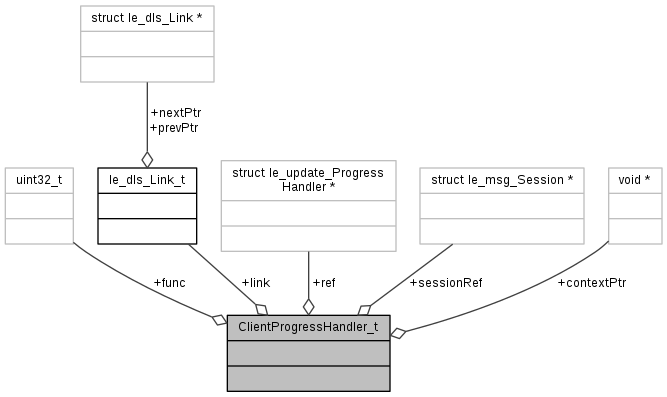 struct le_dls_Link *
+nextPtr
+prevPtr
uint32_t
le_dls_Link_t
struct le_update_Progress
Handler *
struct le_msg_Session *
void *
+func
+link
+ref
+sessionRef
+contextPtr
ClientProgressHandler_t